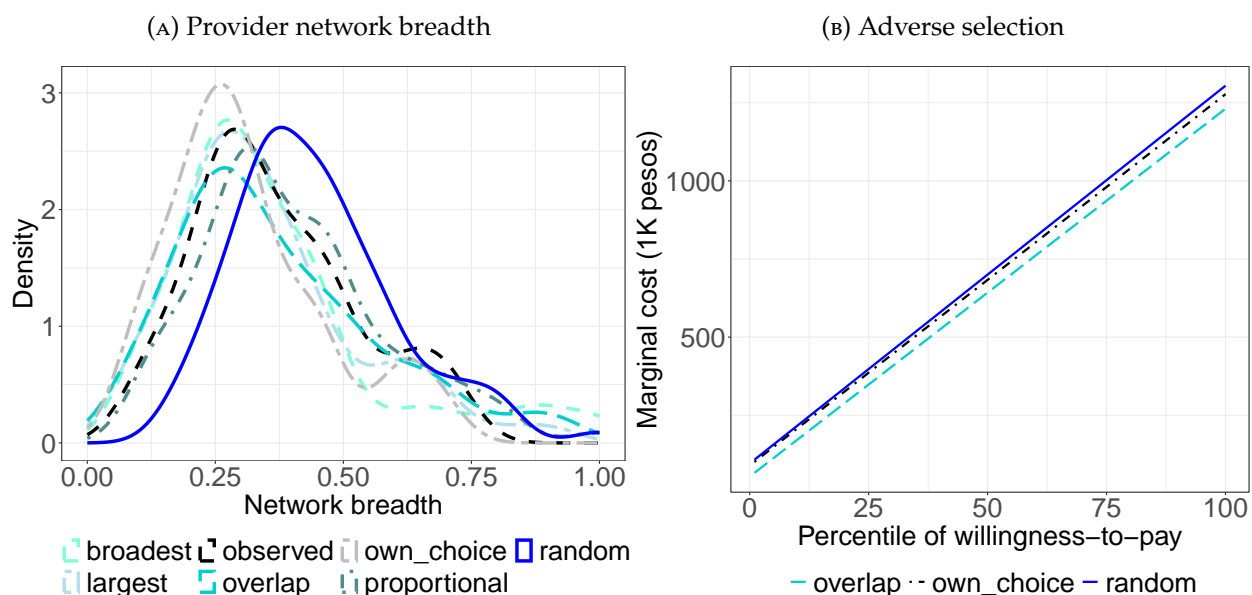 (A) Provider network breadth
3
2
1
0
Density
0.00 0.25 0.50 0.75 1.00
Network breadth
broadest observed own_choice random
largest overlap proportional
(B) Adverse selection
1000
500
Marginal cost (1K pesos)
0 25 50 75 100
Percentile of willingness-to-pay
overlap own_choice random